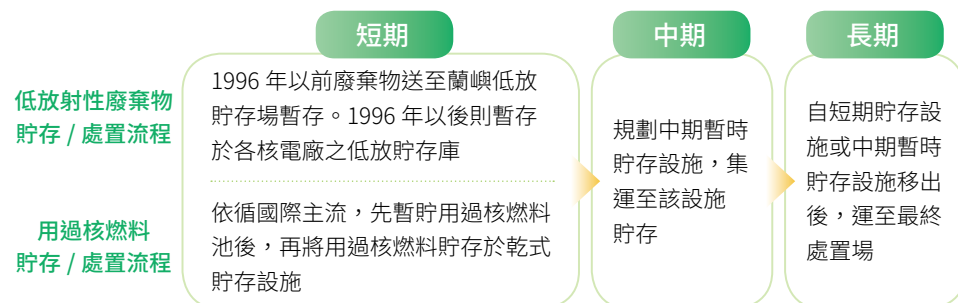 短期
中期
長期
低放射性廢棄物
貯存 / 處置流程
1996 年以前廢棄物送至蘭嶼低放
貯存場暫存。1996 年以後則暫存
於各核電廠之低放貯存庫
用過核燃料
貯存 / 處置流程
依循國際主流，先暫貯用過核燃料
池後，再將用過核燃料貯存於乾式
貯存設施
規劃中期暫時
貯存設施，集
運至該設施
貯存
自短期貯存設
施或中期暫時
貯存設施移出
後，運至最終
處置場